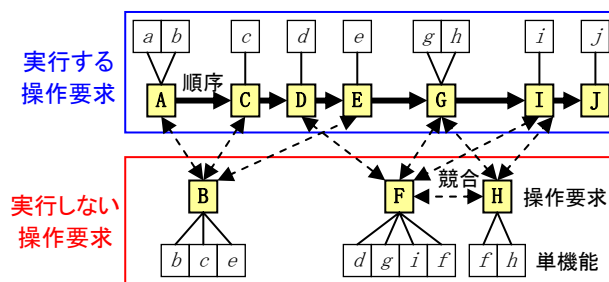 a b c d e g h i j
実行する
操作要求
順序
A C D E G I J
競合
実行しない
操作要求
B F H 操作要求
b c e d g i f f h 単機能